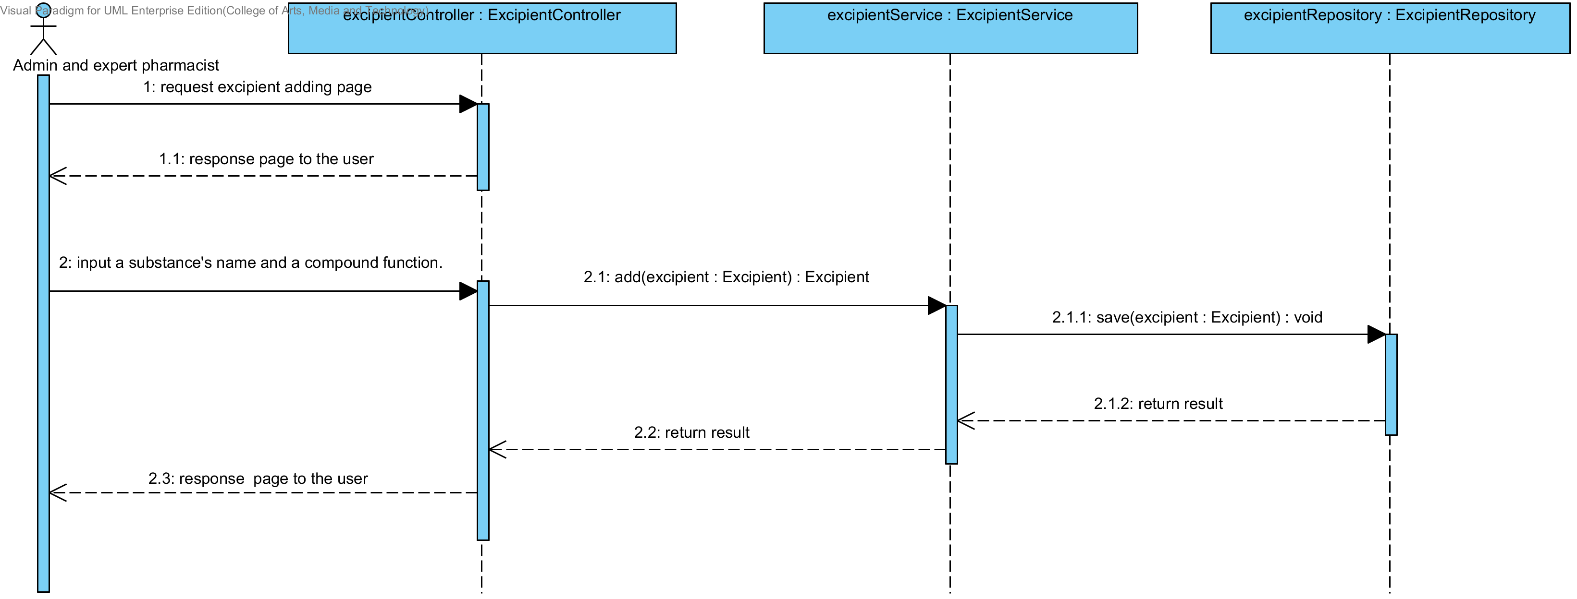 Visual Paradigm for UML Enterprise Edition(College of Arts, Media and Technology)
excipientController : ExcipientController
excipientService : ExcipientService
excipientRepository : ExcipientRepository
Admin and expert pharmacist
1: request excipient adding page
1.1: response page to the user
2: input a substance's name and a compound function.
2.1: add(excipient : Excipient) : Excipient
2.1.1: save(excipient : Excipient) : void
2.1.2: return result
2.2: return result
2.3: response  page to the user